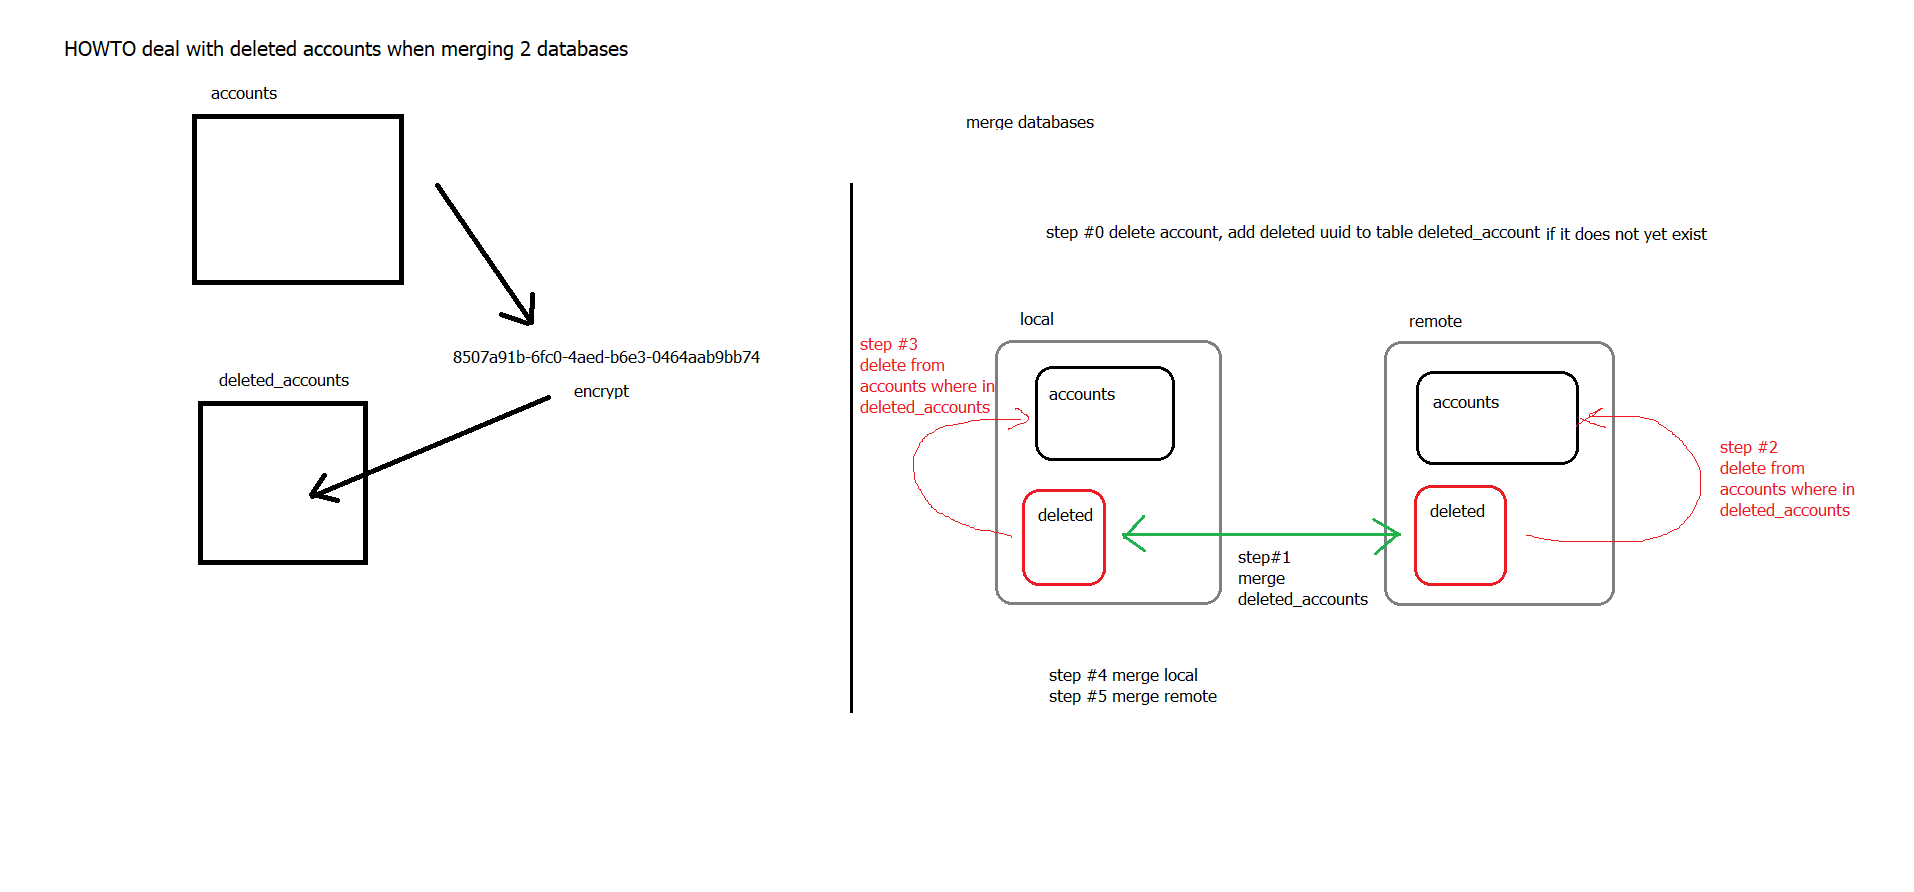 HOWTO deal with deleted accounts when merging 2 databases
accounts
8507a91b-6fc0-4aed-b6e3-0464aab9bb74
encrypt
deleted_accounts
merge databases
step #0 delete account, add deleted uuid to table deleted_account if it does not yet exist
local
remote
step #3
delete from
accounts where in
deleted_accounts
accounts
deleted
accounts
deleted
step #2
delete from
accounts where in
deleted_accounts
step#1
merge
deleted_accounts
step #4 merge local
step #5 merge remote